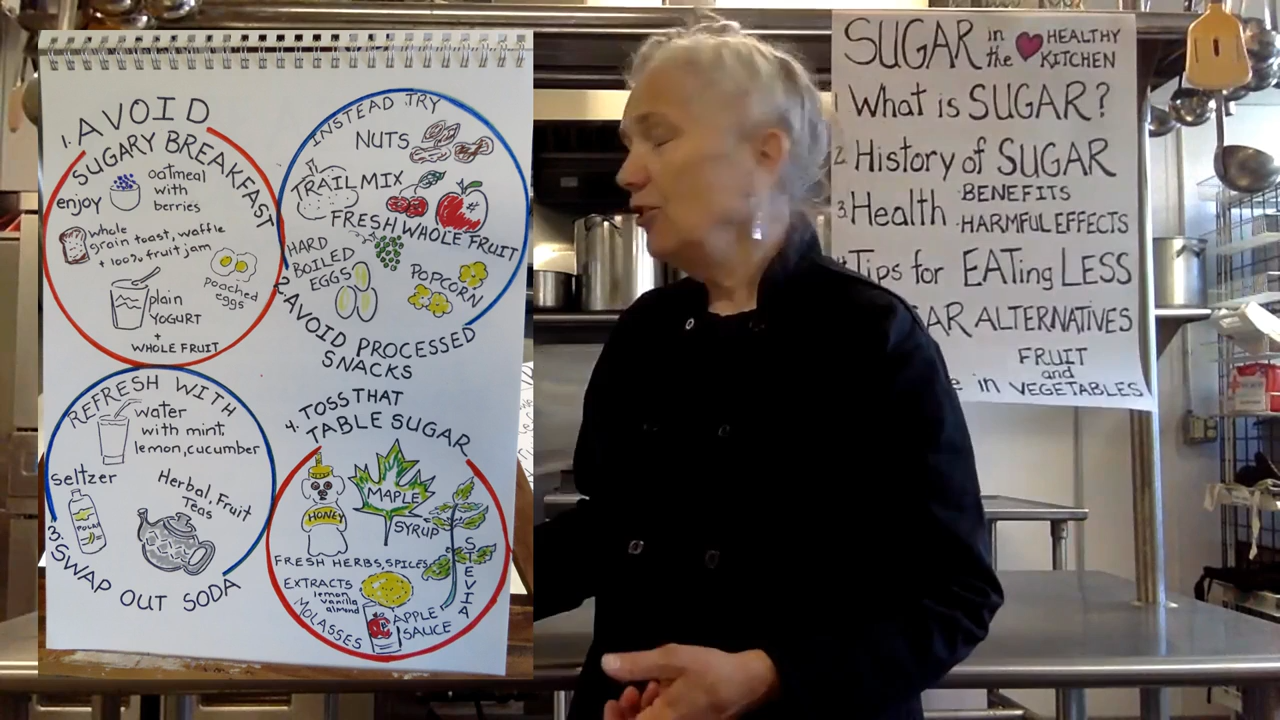 1. AVOID
SUGARY BREAKFAST
enjoy
oatmeal
with
berries
whole
grain toast, waffle
+ 100% fruit jam
poached
eggs
plain
YOGURT
+
WHOLE FRUIT
INSTEAD TRY
NUTS
TRAIL MIX
FRESH WHOLE FRUIT
HARD
BOILED
EGGS
POPCORN
2. AVOID PROCESSED
SNACKS
REFRESH WITH
water
with mint,
lemon, cucumber
seltzer
POLAR
Herbal, Fruit
Teas
3. SWAP OUT SODA
4. TOSS THAT
TABLE SUGAR
HONEY
MAPLE
SYRUP
STEVIA
FRESH HERBS, SPICES
EXTRACTS
lemon
vanilla
almond
MOLASSES
APPLE
SAUCE
SUGAR in the HEALTHY KITCHEN
1 What is SUGAR?
2. History of SUGAR
3. Health · BENEFITS
· HARMFUL EFFECTS
Tips for EATing LESS
ALTERNATIVES
FRUIT
and
in VEGETABLES